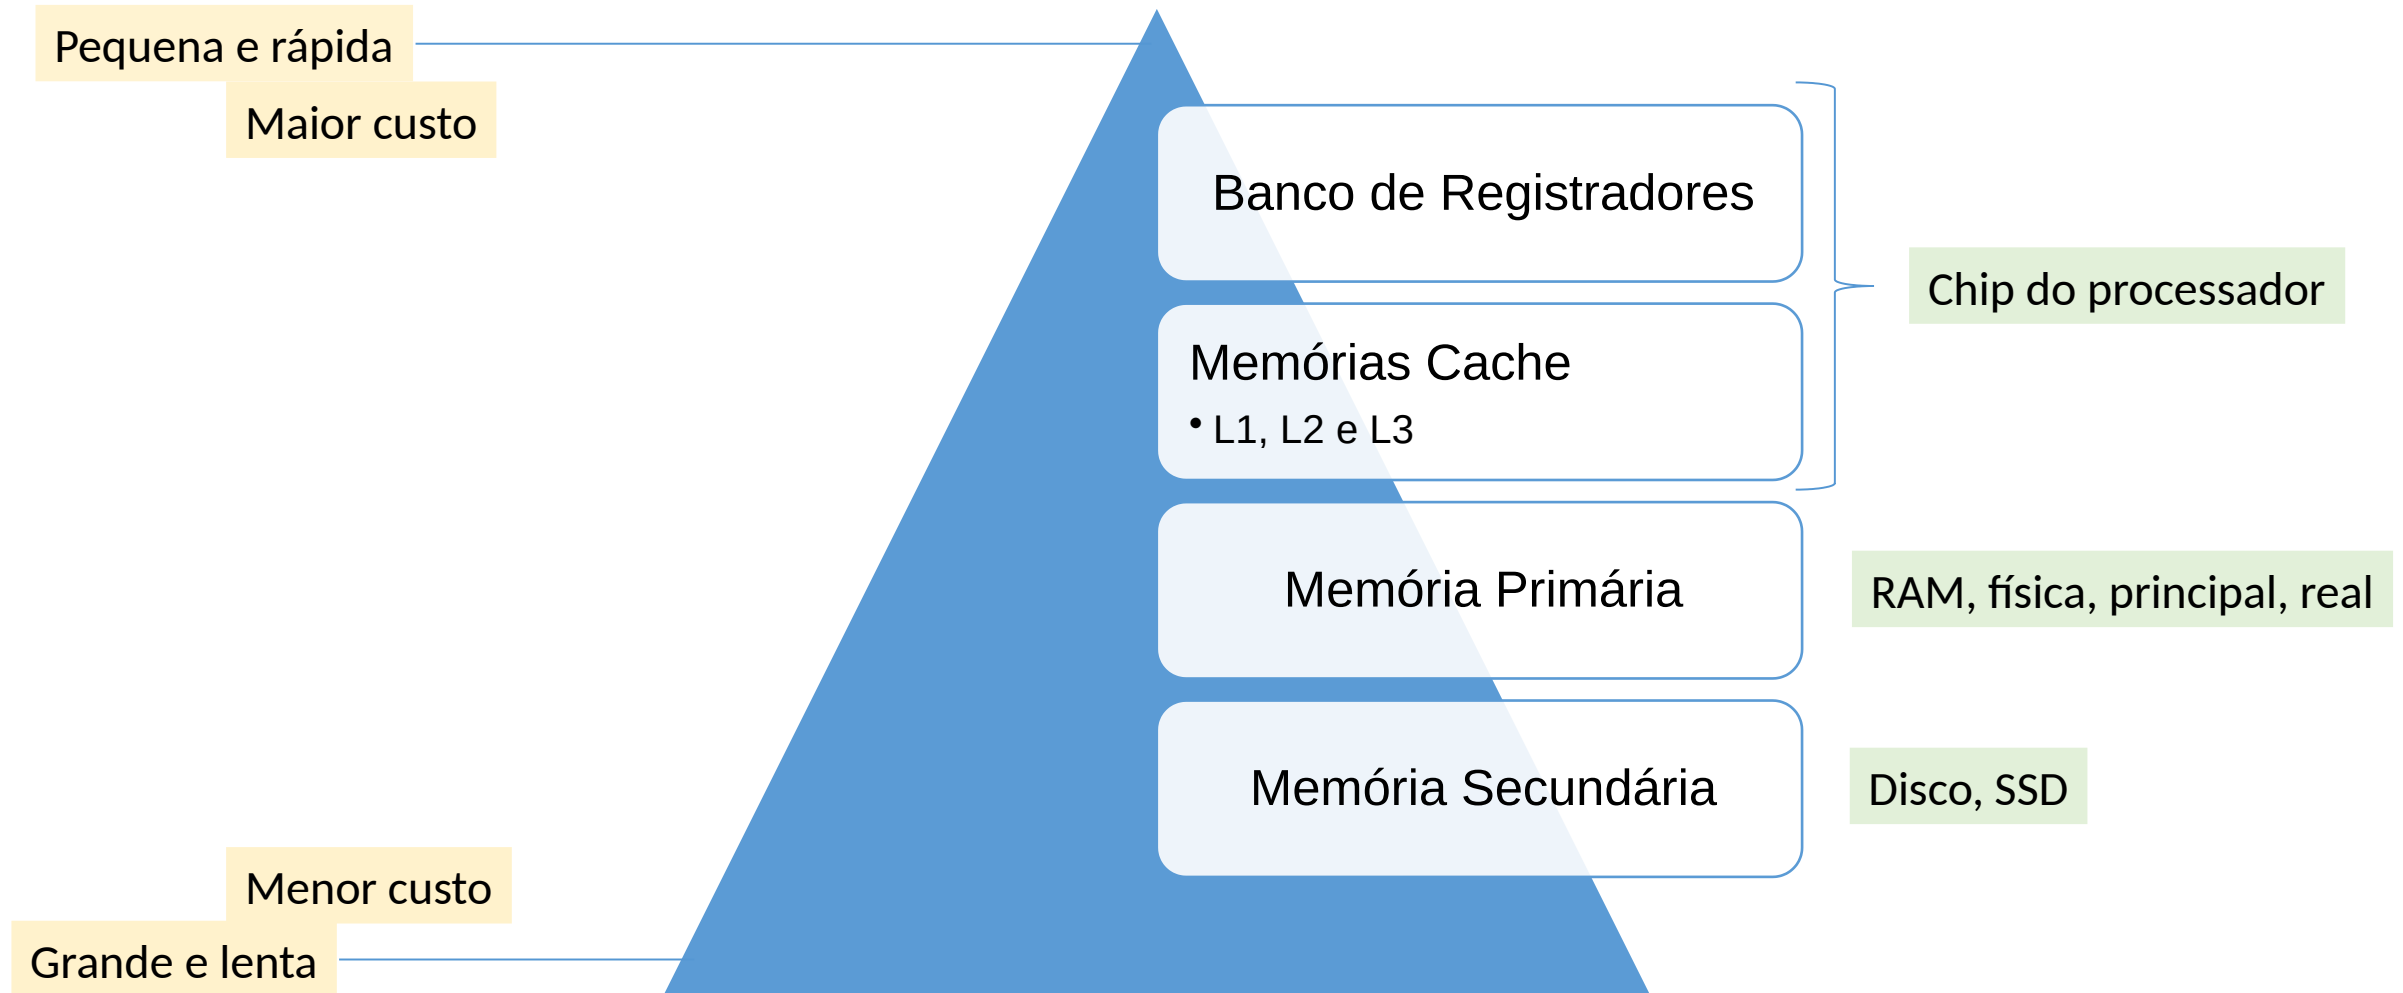 Pequena e rápida
Maior custo
Banco de Registradores
Chip do processador
Memórias Cache
• L1, L2 e L3
Memória Primária
RAM, física, principal, real
Memória Secundária
Disco, SSD
Menor custo
Grande e lenta